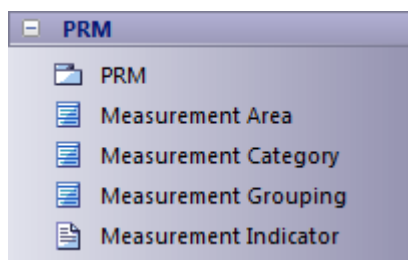 PRM
PRM
Measurement Area
Measurement Category
Measurement Grouping
Measurement Indicator